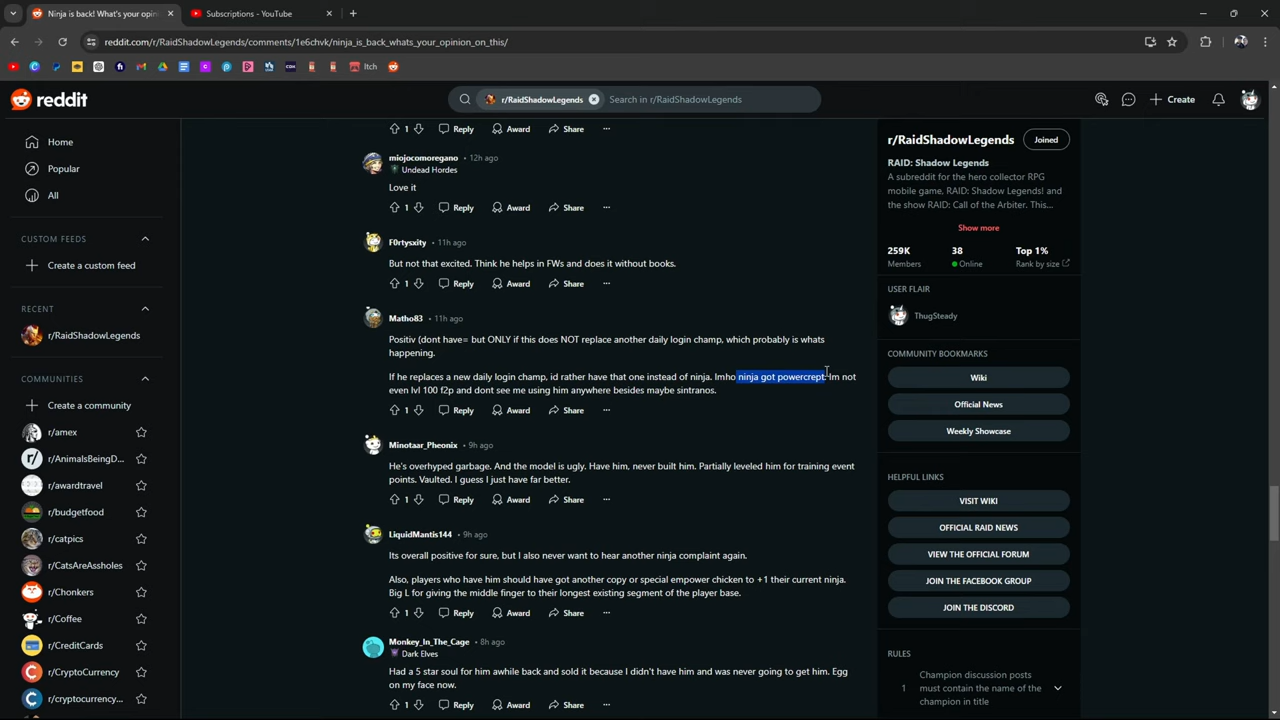 Ninja is back! What's your opin
Subscriptions - YouTube
reddit.com/r/RaidShadowLegends/comments/1e6chvk/ninja_is_back_whats_your_opinion_on_this/
Itch
reddit
r/RaidShadowLegends
Search in r/RaidShadowLegends
Create
Home
Popular
All
CUSTOM FEEDS
Create a custom feed
RECENT
r/RaidShadowLegends
COMMUNITIES
Create a community
r/amex
r/AnimalsBeingD...
r/awardtravel
r/budgetfood
r/catpics
r/CatsAreAssholes
r/Chonkers
r/Coffee
r/CreditCards
r/CryptoCurrency
r/cryptocurrency...
1 Reply Award Share
miojocomoregano • 12h ago
Undead Hordes
Love it
1 Reply Award Share
F0rtysxity • 11h ago
But not that excited. Think he helps in FWs and does it without books.
1 Reply Award Share
Matho83 • 11h ago
Positiv (dont have= but ONLY if this does NOT replace another daily login champ, which probably is whats
happening.
If he replaces a new daily login champ, id rather have that one instead of ninja. Imho ninja got powercrept. Im not
even lvl 100 f2p and dont see me using him anywhere besides maybe sintranos.
1 Reply Award Share
Minotaar_Pheonix • 9h ago
He's overhyped garbage. And the model is ugly. Have him, never built him. Partially leveled him for training event
points. Vaulted. I guess I just have far better.
1 Reply Award Share
LiquidMantis144 • 9h ago
Its overall positive for sure, but I also never want to hear another ninja complaint again.
Also, players who have him should have got another copy or special empower chicken to +1 their current ninja.
Big L for giving the middle finger to their longest existing segment of the player base.
1 Reply Award Share
Monkey_In_The_Cage • 8h ago
Dark Elves
Had a 5 star soul for him awhile back and sold it because I didn't have him and was never going to get him. Egg
on my face now.
1 Reply Award Share
r/RaidShadowLegends
Joined
RAID: Shadow Legends
A subreddit for the hero collector RPG
mobile game, RAID: Shadow Legends! and
the show RAID: Call of the Arbiter. This...
Show more
259K 38 Top 1%
Members Online Rank by size
USER FLAIR
ThugSteady
COMMUNITY BOOKMARKS
Wiki
Official News
Weekly Showcase
HELPFUL LINKS
VISIT WIKI
OFFICIAL RAID NEWS
VIEW THE OFFICIAL FORUM
JOIN THE FACEBOOK GROUP
JOIN THE DISCORD
RULES
1 Champion discussion posts
must contain the name of the
champion in title